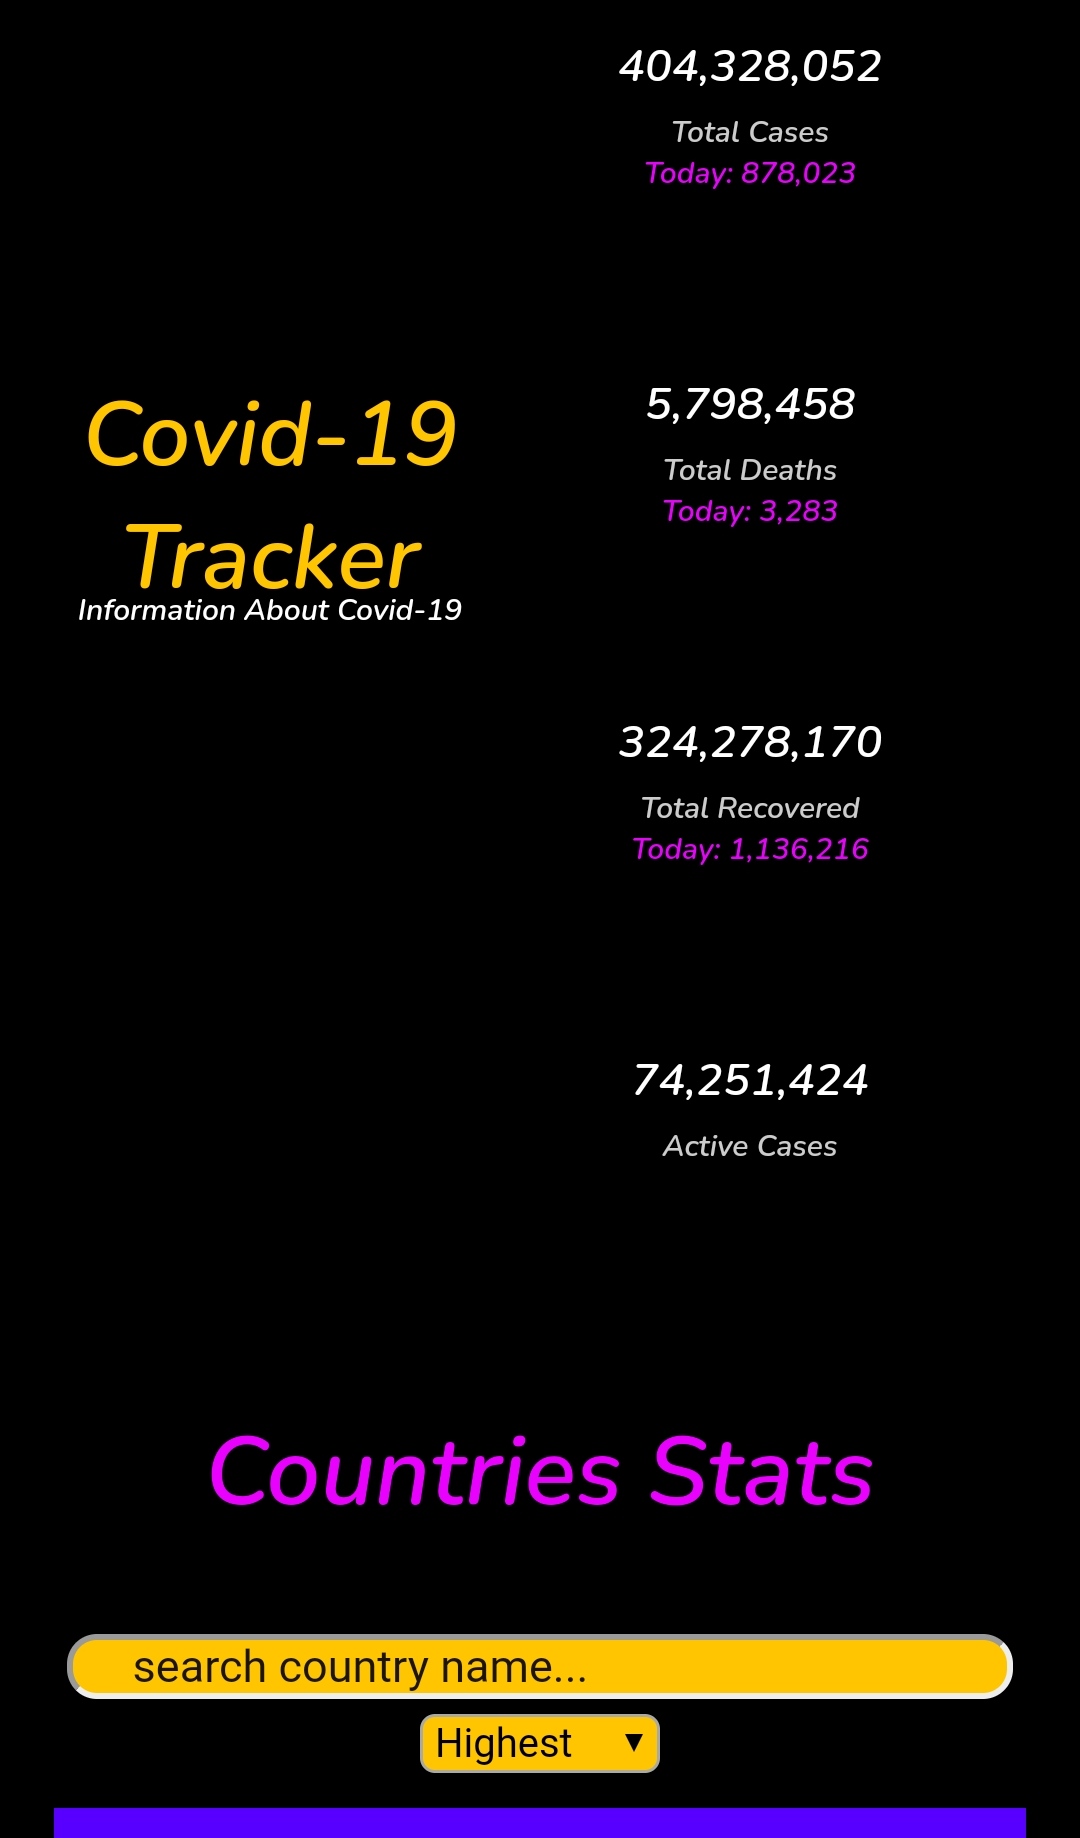 404,328,052
Total Cases
Today: 878,023
Covid-19
Tracker
Information About Covid-19
5,798,458
Total Deaths
Today: 3,283
324,278,170
Total Recovered
Today: 1,136,216
74,251,424
Active Cases
Countries Stats
search country name...
Highest